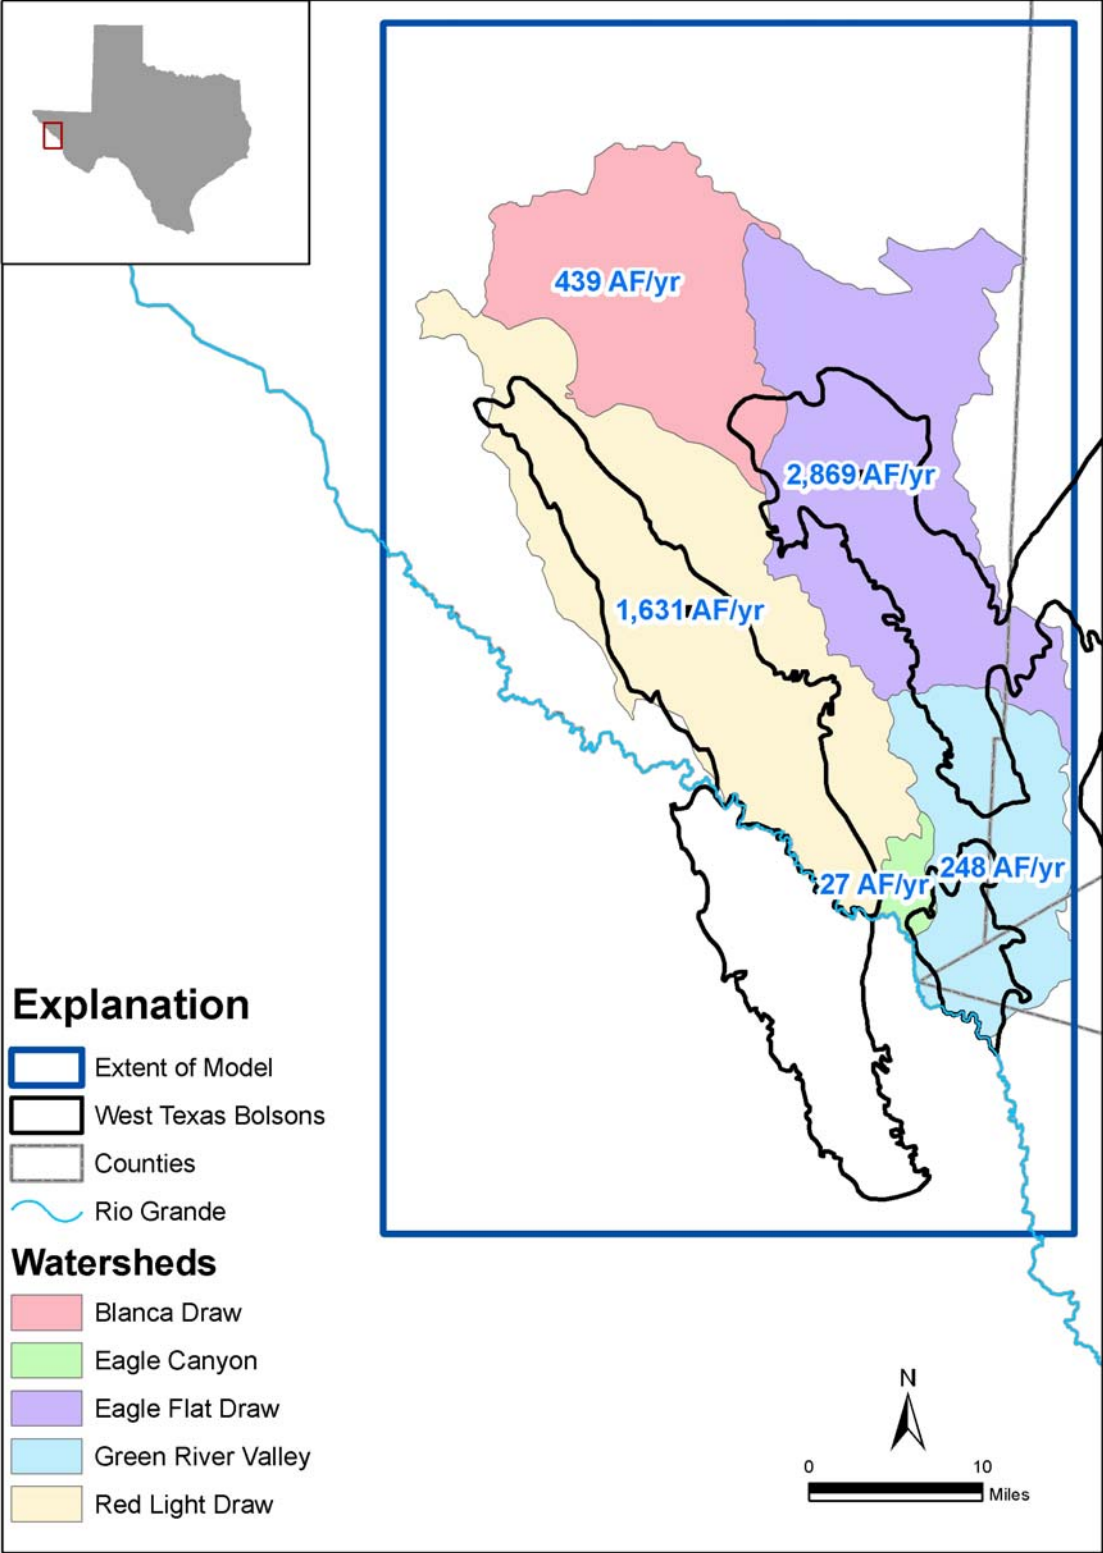 439 AF/yr
2,869 AF/yr
1,631 AF/yr
27 AF/yr
248 AF/yr
Explanation
Extent of Model
West Texas Bolsons
Counties
Rio Grande
Watersheds
Blanca Draw
Eagle Canyon
Eagle Flat Draw
Green River Valley
Red Light Draw
N
0 10
Miles